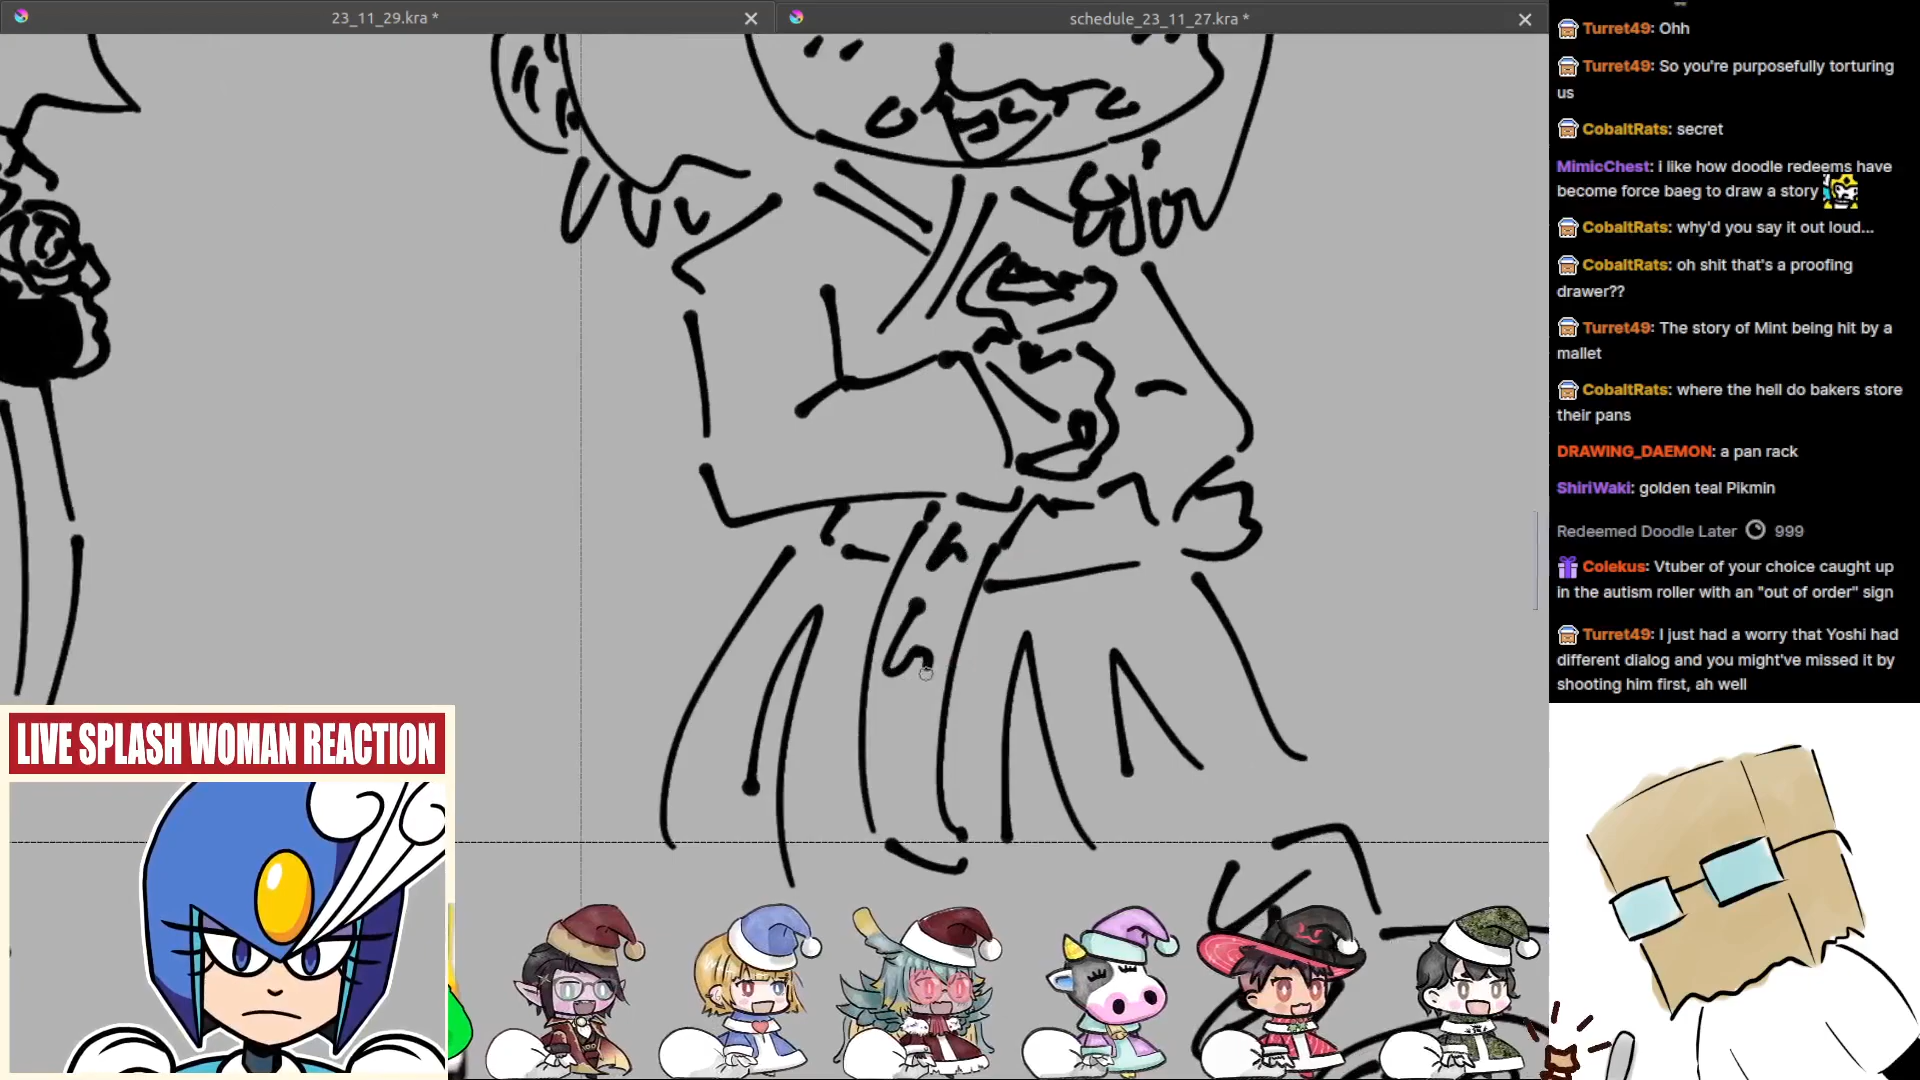 23_11_29.kra *
schedule_23_11_27.kra *
Turret49: Ohh
Turret49: So you're purposefully torturing
us
CobaltRats: secret
MimicChest: i like how doodle redeems have
become force baeg to draw a story
CobaltRats: why'd you say it out loud...
CobaltRats: oh shit that's a proofing
drawer??
Turret49: The story of Mint being hit by a
mallet
CobaltRats: where the hell do bakers store
their pans
DRAWING_DAEMON: a pan rack
ShiriWaki: golden teal Pikmin
Redeemed Doodle Later 999
Colekus: Vtuber of your choice caught up
in the autism roller with an "out of order" sign
Turret49: I just had a worry that Yoshi had
different dialog and you might've missed it by
shooting him first, ah well
LIVE SPLASH WOMAN REACTION